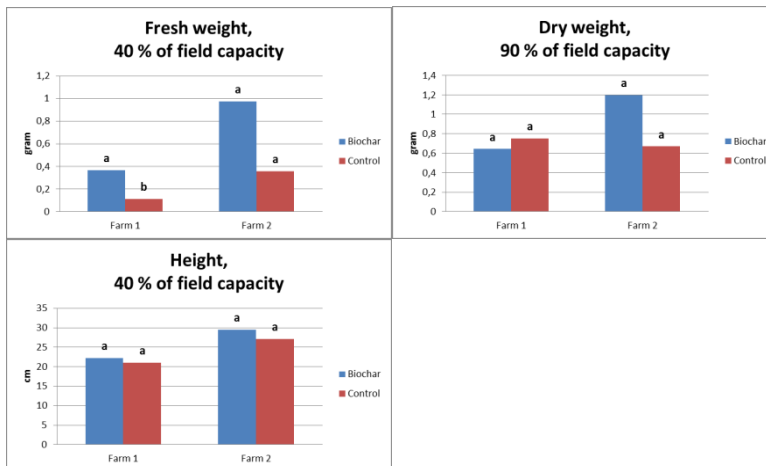 Fresh weight,
40 % of field capacity
1,2
1
0,8
0,6
0,4
0,2
0
gram
a
b
a
a
Farm 1
Farm 2
Biochar
Control
Dry weight,
90 % of field capacity
1,4
1,2
1
0,8
0,6
0,4
0,2
0
gram
a
a
a
a
Farm 1
Farm 2
Biochar
Control
Height,
40 % of field capacity
35
30
25
20
15
10
5
0
cm
a
a
a
a
Farm 1
Farm 2
Biochar
Control